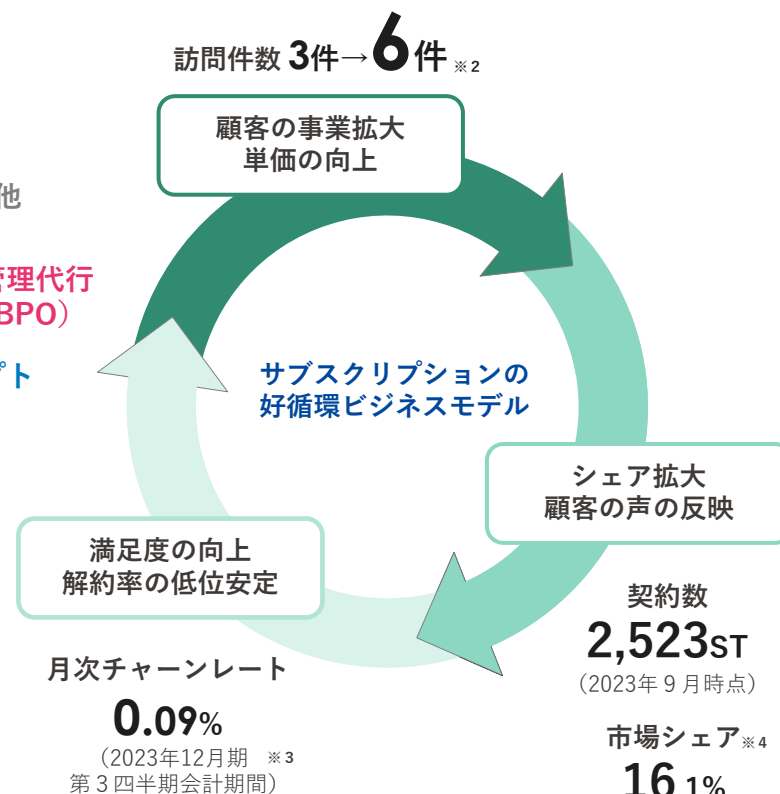 訪問件数 3件→6件 ※2
顧客の事業拡大
単価の向上
他
管理代行
BPO）
プト
サブスクリプションの
好循環ビジネスモデル
シェア拡大
顧客の声の反映
満足度の向上
解約率の低位安定
契約数
2,523ST
（2023年９月時点）
月次チャーンレート
0.09%
（2023年12月期 ※3
第３四半期会計期間）
市場シェア※4
16.1%